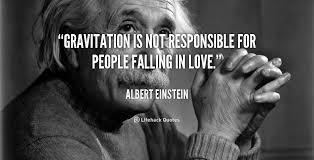 “GRAVITATION IS NOT RESPONSIBLE FOR
PEOPLE FALLING IN LOVE.”
ALBERT EINSTEIN
Lifehack Quotes